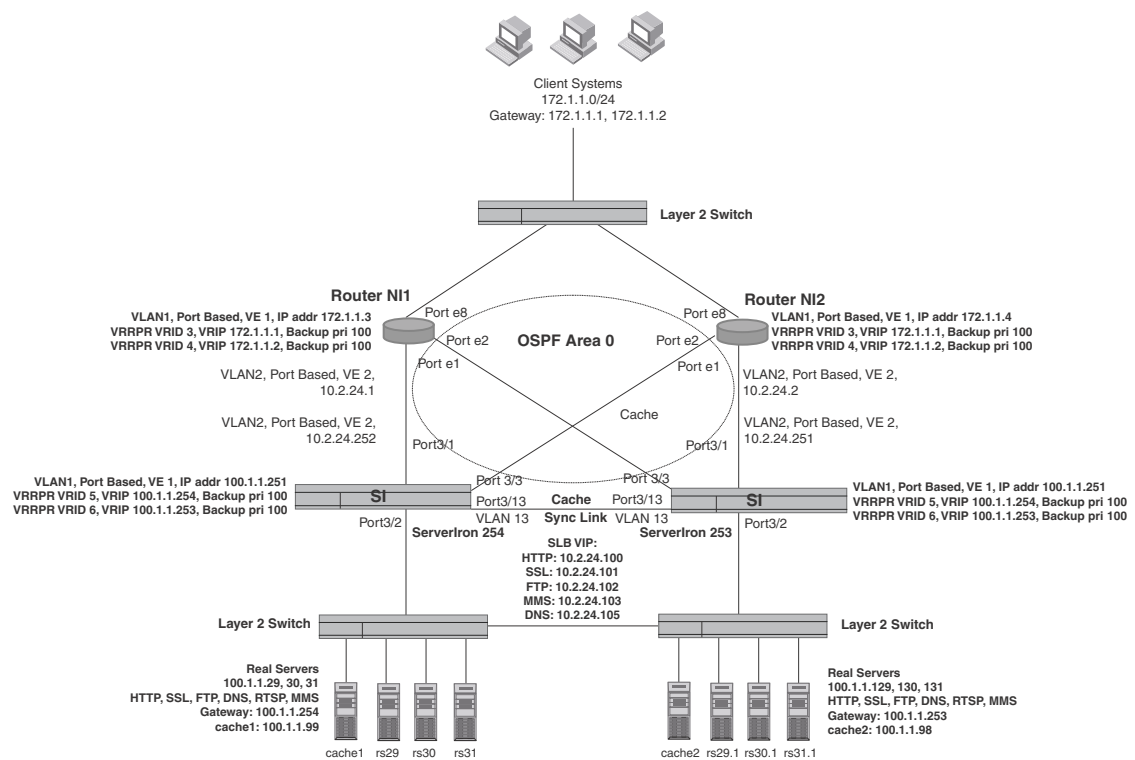 Client Systems
172.1.1.0/24
Gateway: 172.1.1.1, 172.1.1.2
Layer 2 Switch
Router NI1
VLAN1, Port Based, VE 1, IP addr 172.1.1.3
VRRPR VRID 3, VRIP 172.1.1.1, Backup pri 100
VRRPR VRID 4, VRIP 172.1.1.2, Backup pri 100
Port e8
Port e2
Port e1
OSPF Area 0
Router NI2
Port e8
Port e2
Port e1
VLAN1, Port Based, VE 1, IP addr 172.1.1.4
VRRPR VRID 3, VRIP 172.1.1.1, Backup pri 100
VRRPR VRID 4, VRIP 172.1.1.2, Backup pri 100
VLAN2, Port Based, VE 2,
10.2.24.1
VLAN2, Port Based, VE 2,
10.2.24.2
Cache
VLAN2, Port Based, VE 2,
10.2.24.252
Port3/1
Port3/1
VLAN2, Port Based, VE 2,
10.2.24.251
VLAN1, Port Based, VE 1, IP addr 100.1.1.251
VRRPR VRID 5, VRIP 100.1.1.254, Backup pri 100
VRRPR VRID 6, VRIP 100.1.1.253, Backup pri 100
SI
Port 3/3
Port3/13
VLAN 13
Cache
Sync Link
Port 3/3
Port3/13
VLAN 13
SI
VLAN1, Port Based, VE 1, IP addr 100.1.1.251
VRRPR VRID 5, VRIP 100.1.1.254, Backup pri 100
VRRPR VRID 6, VRIP 100.1.1.253, Backup pri 100
Port3/2
ServerIron 254
ServerIron 253
Port3/2
SLB VIP:
HTTP: 10.2.24.100
SSL: 10.2.24.101
FTP: 10.2.24.102
MMS: 10.2.24.103
DNS: 10.2.24.105
Layer 2 Switch
Layer 2 Switch
Real Servers
100.1.1.29, 30, 31
HTTP, SSL, FTP, DNS, RTSP, MMS
Gateway: 100.1.1.254
cache1: 100.1.1.99
cache1 rs29 rs30 rs31
Real Servers
100.1.1.129, 130, 131
HTTP, SSL, FTP, DNS, RTSP, MMS
Gateway: 100.1.1.253
cache2: 100.1.1.98
cache2 rs29.1 rs30.1 rs31.1